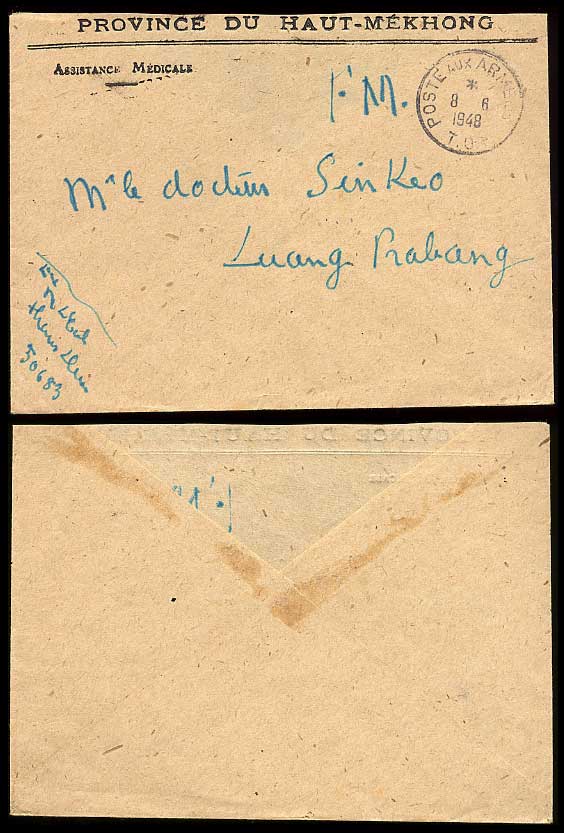 PROVINCE DU HAUT-MÉKHONG
ASSISTANCE MÉDICALE
F.M.
POSTE AUX ARMÉES
*
8 6
1948
T.O.E.
Mr le docteur Sinkeo
Luang Prabang
50683